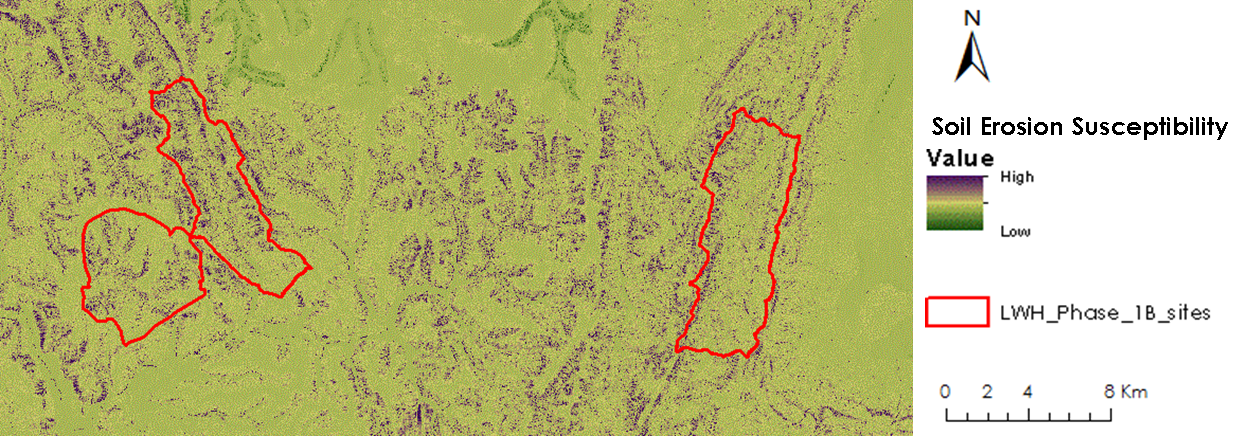 N
Soil Erosion Susceptibility
Value
High
Low
LWH_Phase_1B_sites
0 2 4 8 Km